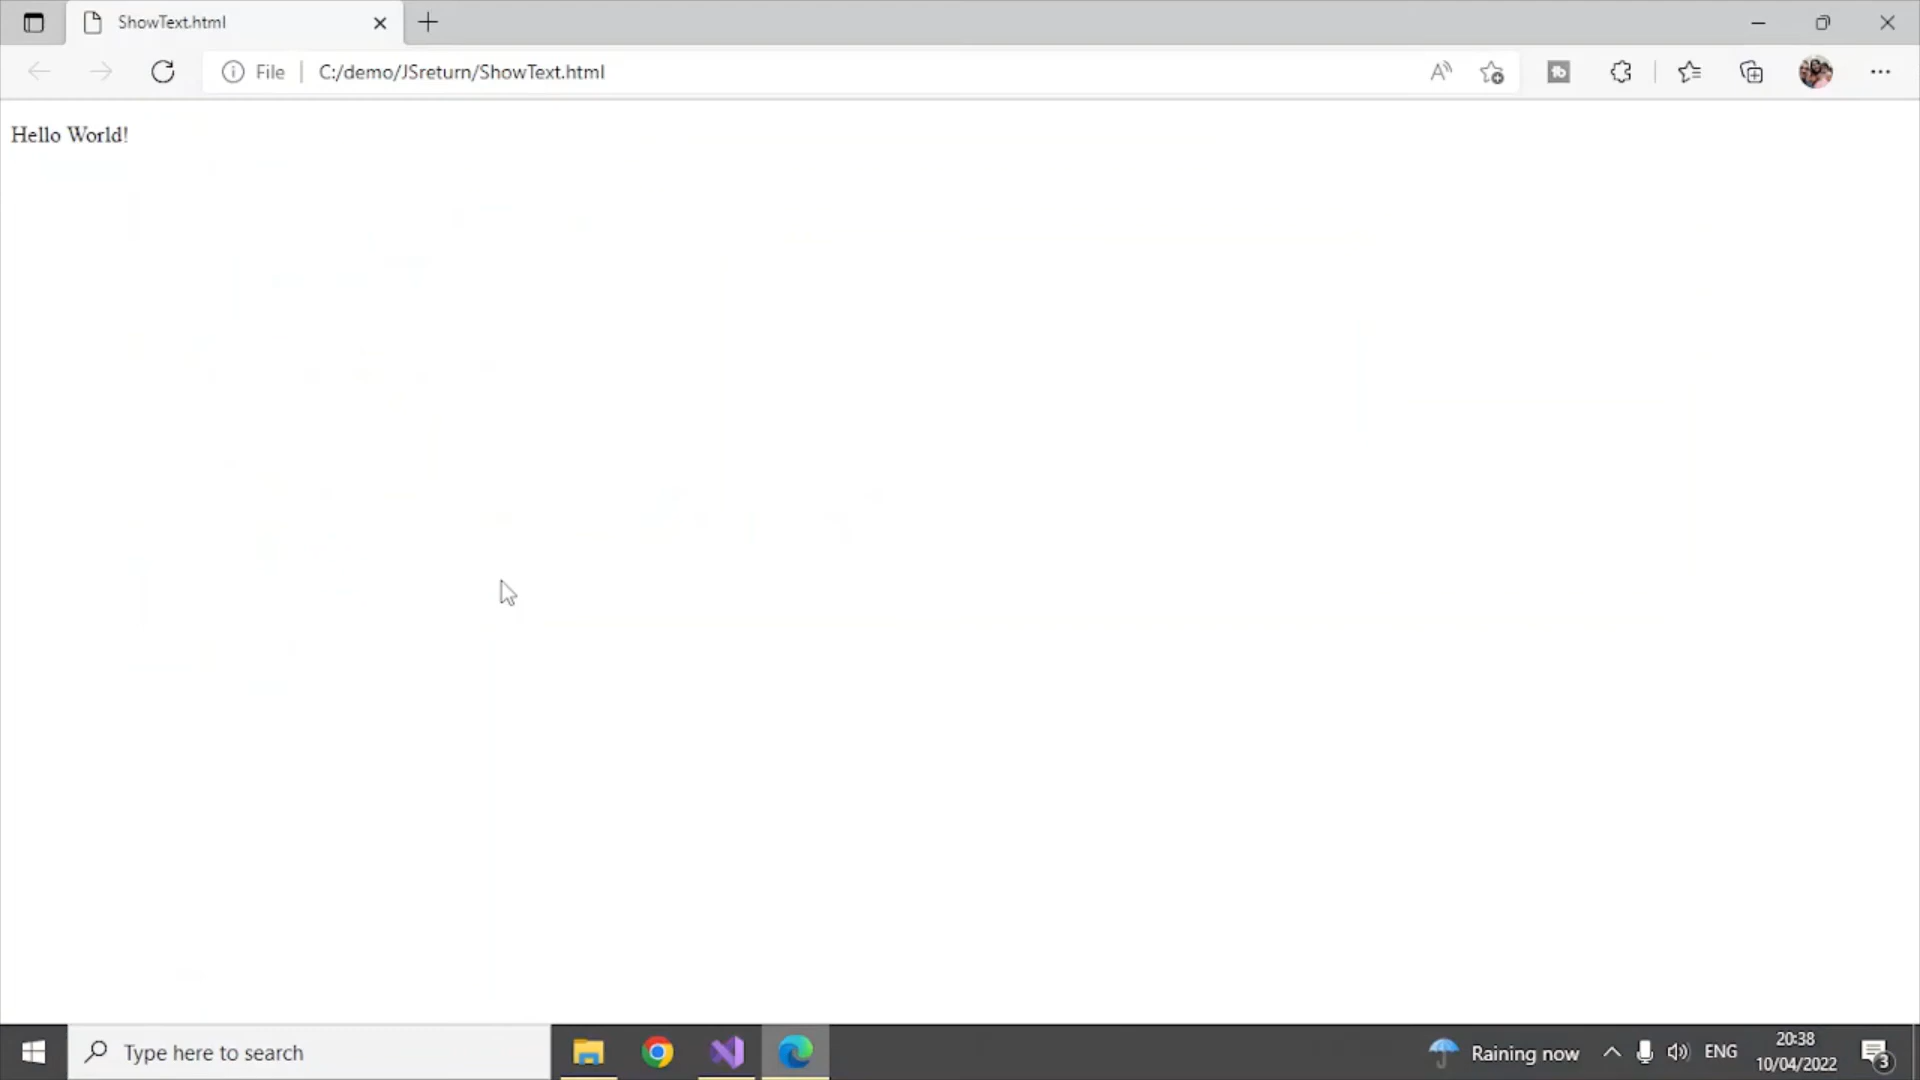 ShowText.html
File
C:/demo/JSreturn/ShowText.html
Hello World!
Type here to search
Raining now
ENG
20:38
10/04/2022
3